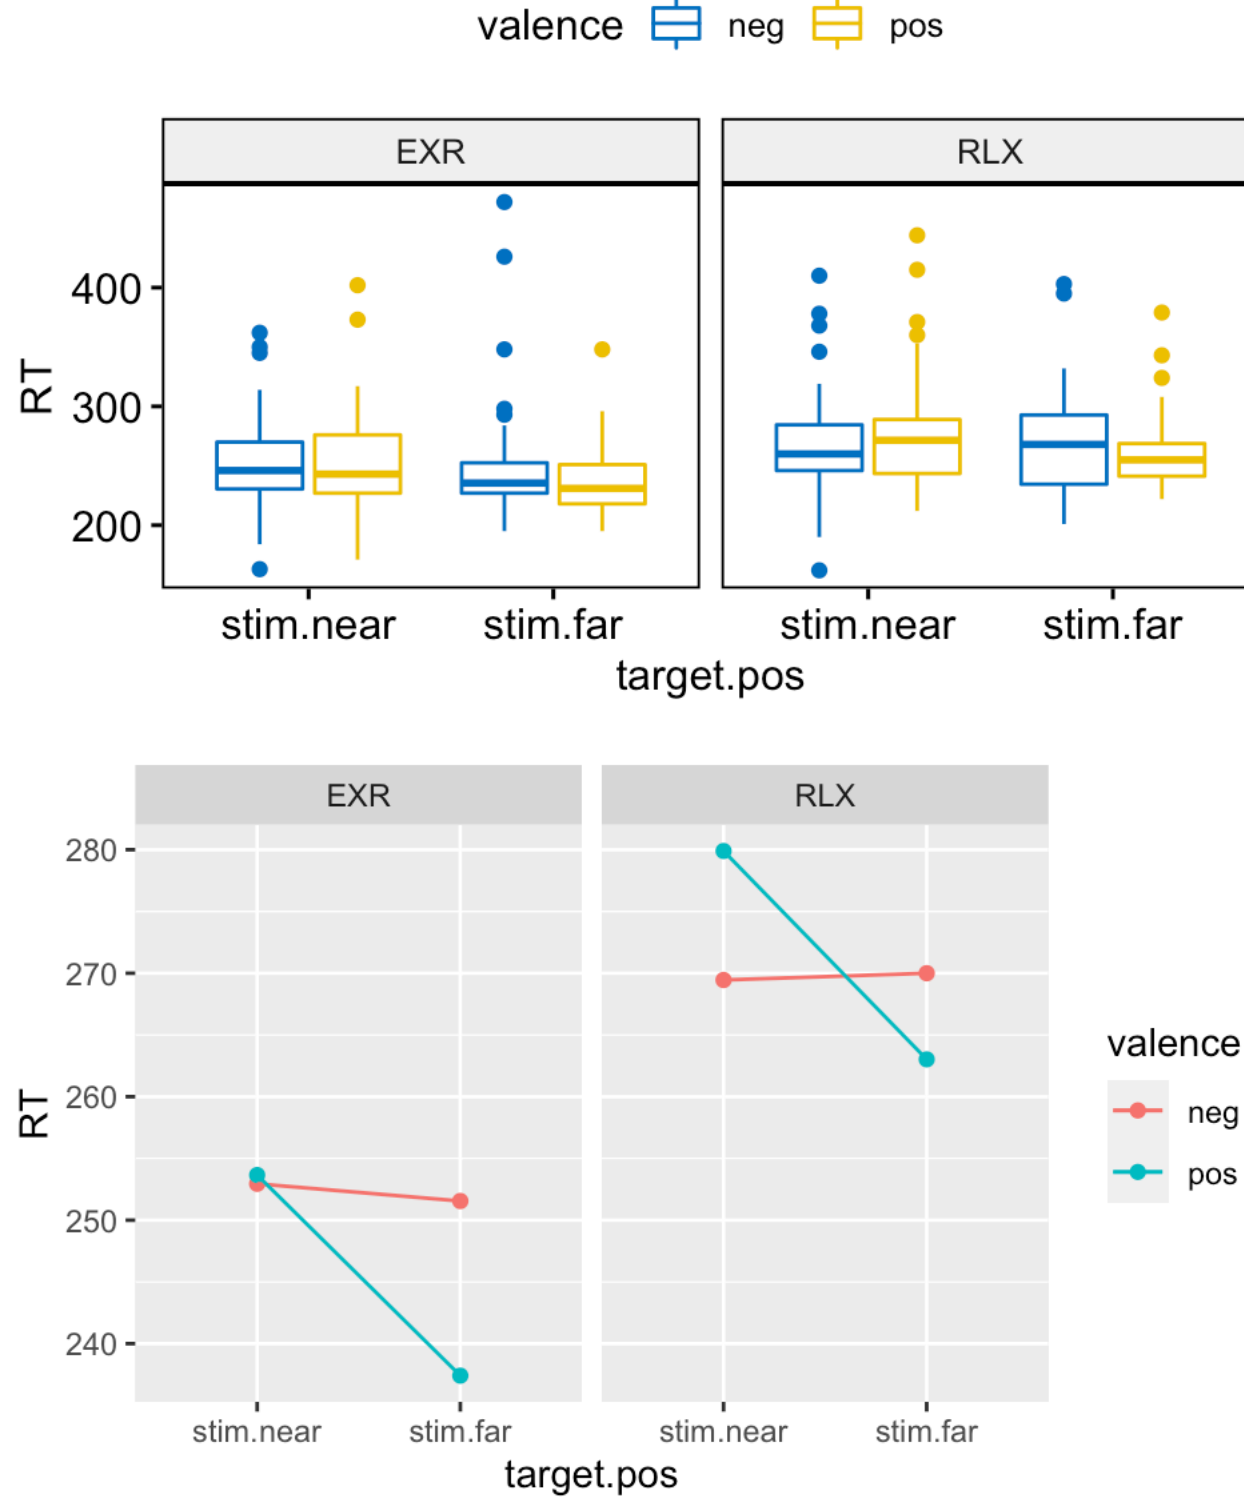 valence neg pos
EXR RLX
400
300
200
RT
stim.near stim.far stim.near stim.far
target.pos
EXR RLX
280
270
260
250
240
RT
valence
neg
pos
stim.near stim.far stim.near stim.far
target.pos